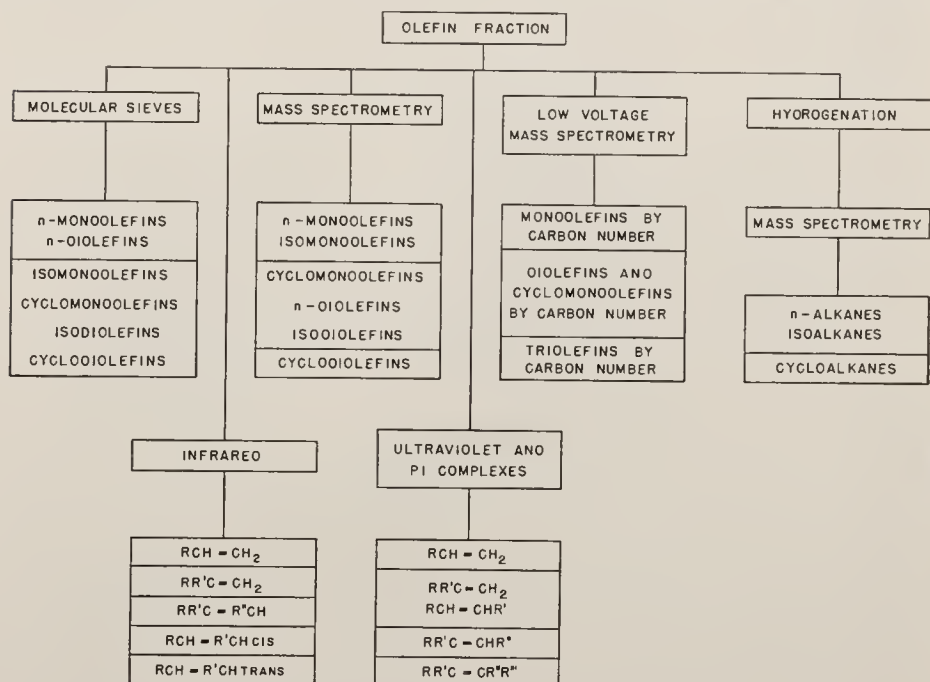 OLEFIN FRACTION
MOLECULAR SIEVES
MASS SPECTROMETRY
LOW VOLTAGE
MASS SPECTROMETRY
HYOROGENATION
n-MONOOLEFINS
n-OIOLEFINS
ISOMONOOLEFINS
CYCLOMONOOLEFINS
ISODIOLEFINS
CYCLOOIOLEFINS
n-MONOOLEFINS
ISOMONOOLEFINS
CYCLOMONOOLEFINS
n-OIOLEFINS
ISOOIOLEFINS
CYCLOOIOLEFINS
MONOOLEFINS BY
CARBON NUMBER
OIOLEFINS AND
CYCLOMONOOLEFINS
BY CARBON NUMBER
TRIOLEFINS BY
CARBON NUMBER
MASS SPECTROMETRY
n-ALKANES
ISOALKANES
CYCLOALKANES
INFRAREO
ULTRAVIOLET AND
PI COMPLEXES
RCH=CH₂
RR'C=CH₂
RR'C=R"CH
RCH=R'CH CIS
RCH=R'CH TRANS
RCH=CH₂
RR'C=CH₂
RCH=CHR'
RR'C=CHR"
RR'C=CR"R"'